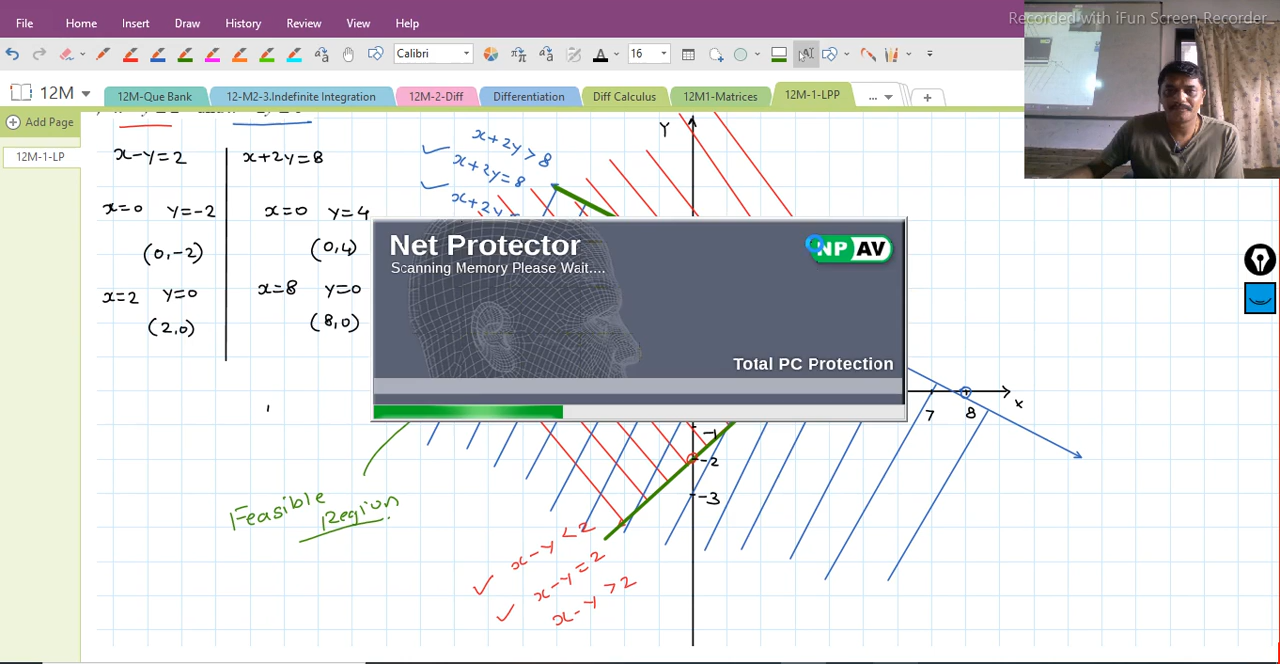 File Home Insert Draw History Review View Help
Recorded with iFun Screen Recorder
Calibri 16
12M 12M-Que Bank 12-M2-3.Indefinite Integration 12M-2-Diff Differentiation Diff Calculus 12M1-Matrices 12M-1-LPP ...
Add Page
12M-1-LP
x-y=2
x=0 y=-2
(0,-2)
x=2 y=0
(2,0)
x+2y=8
x=0 y=4
(0,4)
x=8 y=0
(8,0)
x+2y>8
x+2y=8
x+2y
Y
Net Protector
Scanning Memory Please Wait....
NP AV
Total PC Protection
7 8 x
-1
-2
-3
Feasible
Region
x-y<2
x-y=2
x-y>2